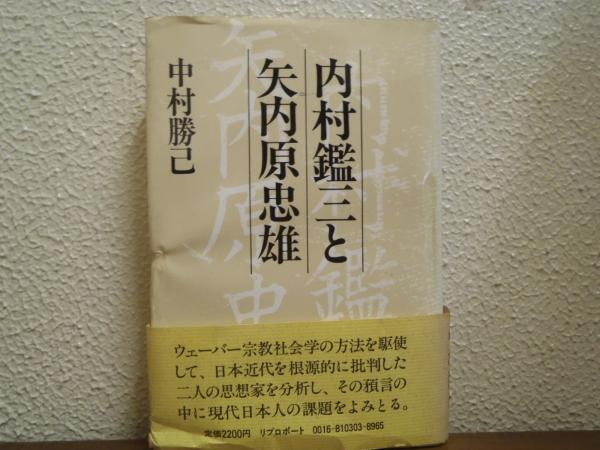 内村鑑三と
矢内原忠雄
中村勝己
ウェーバー宗教社会学の方法を駆使
して、日本近代を根源的に批判した
二人の思想家を分析し、その預言の
中に現代日本人の課題をよみとる。
定価2200円 リブロポート 0016-810303-8965